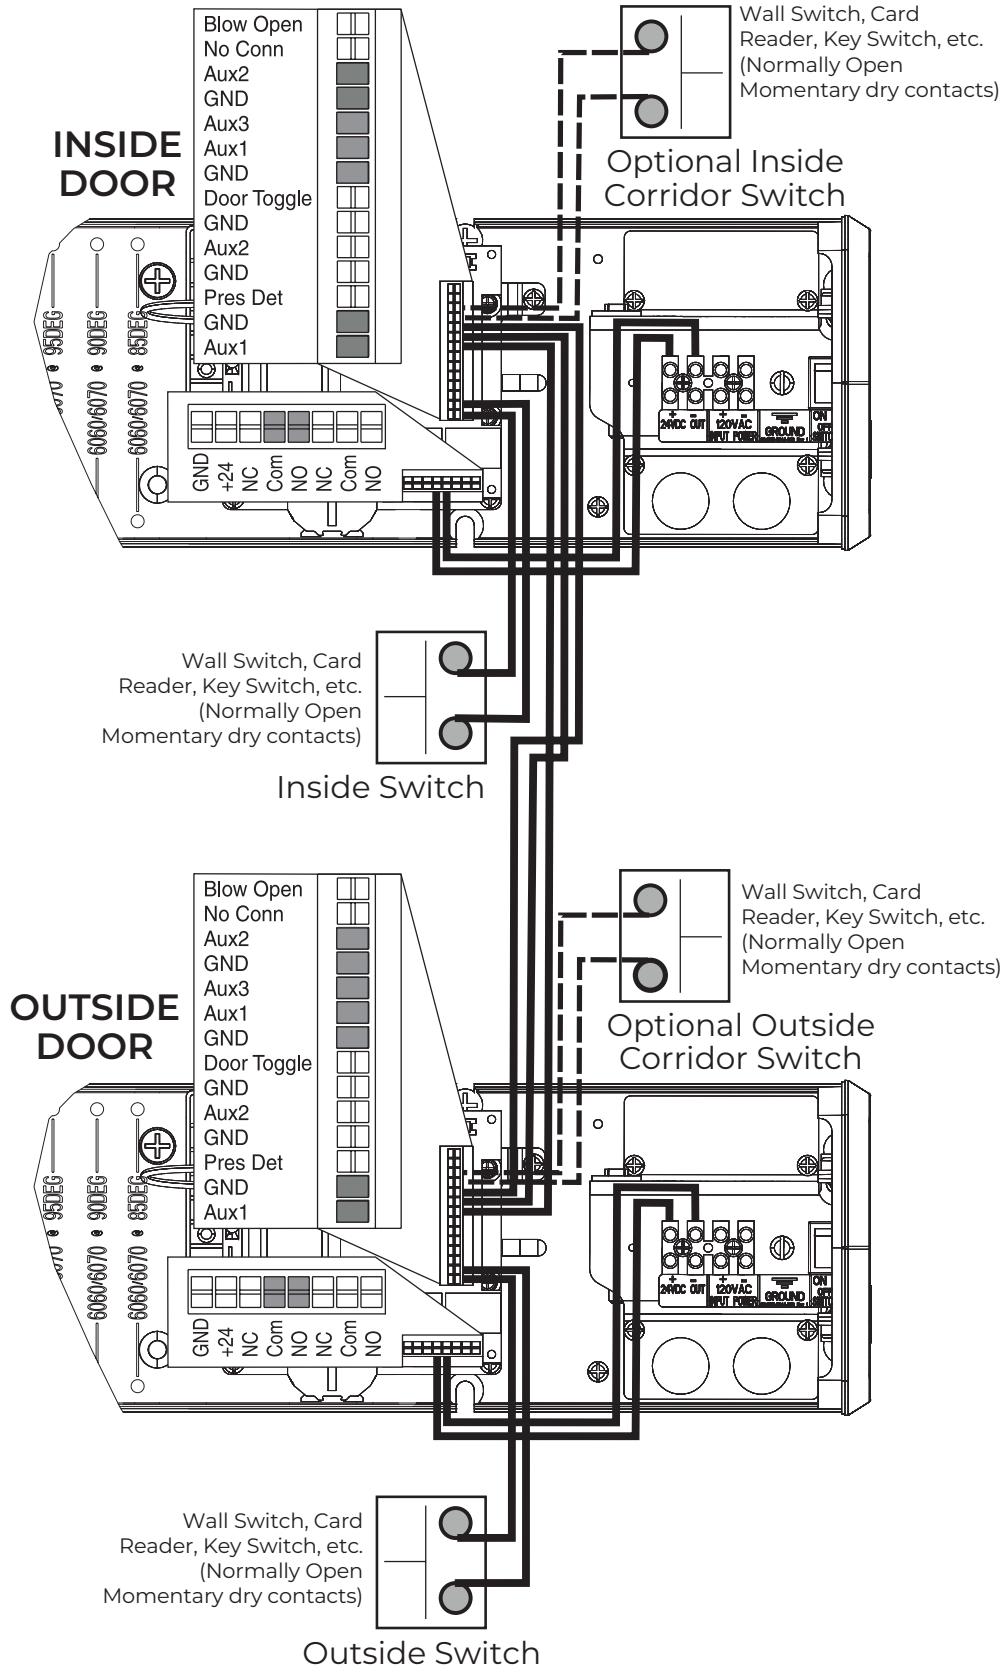 Blow Open
No Conn
Aux2
GND
Aux3
Aux1
GND
Door Toggle
GND
Aux2
GND
Pres Det
GND
Aux1
INSIDE
DOOR
Wall Switch, Card
Reader, Key Switch, etc.
(Normally Open
Momentary dry contacts)
Optional Inside
Corridor Switch
95DEG
6060/6070 90DEG
6060/6070 85DEG
GND
+24
NC
Com
NO
NC
Com
NO
+ -
24VDC OUT
+ -
120VAC
INPUT POWER
GROUND
ON
Wall Switch, Card
Reader, Key Switch, etc.
(Normally Open
Momentary dry contacts)
Inside Switch
Blow Open
No Conn
Aux2
GND
Aux3
Aux1
GND
Door Toggle
GND
Aux2
GND
Pres Det
GND
Aux1
OUTSIDE
DOOR
Wall Switch, Card
Reader, Key Switch, etc.
(Normally Open
Momentary dry contacts)
Optional Outside
Corridor Switch
95DEG
6060/6070 90DEG
6060/6070 85DEG
GND
+24
NC
Com
NO
NC
Com
NO
+ -
24VDC OUT
+ -
120VAC
INPUT POWER
GROUND
ON
Wall Switch, Card
Reader, Key Switch, etc.
(Normally Open
Momentary dry contacts)
Outside Switch